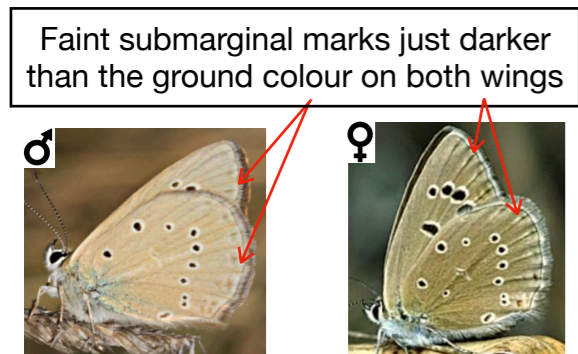 Faint submarginal marks just darker
than the ground colour on both wings
♂
♀